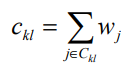 $c_{kl} = \sum_{j \in C_{kl}} w_j$